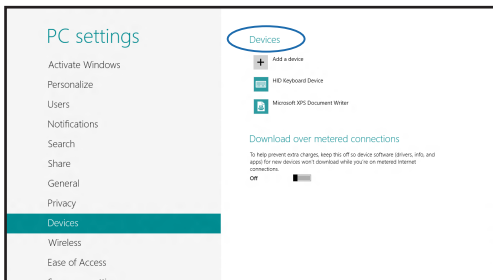 PC settings
Activate Windows
Personalize
Users
Notifications
Search
Share
General
Privacy
Devices
Wireless
Ease of Access
Devices
Add a device
HID Keyboard Device
Microsoft XPS Document Writer
Download over metered connections
To help prevent extra charges, keep this off so device software (drivers, info, and
apps) for new devices won't download while you're on metered Internet
connections.
Off